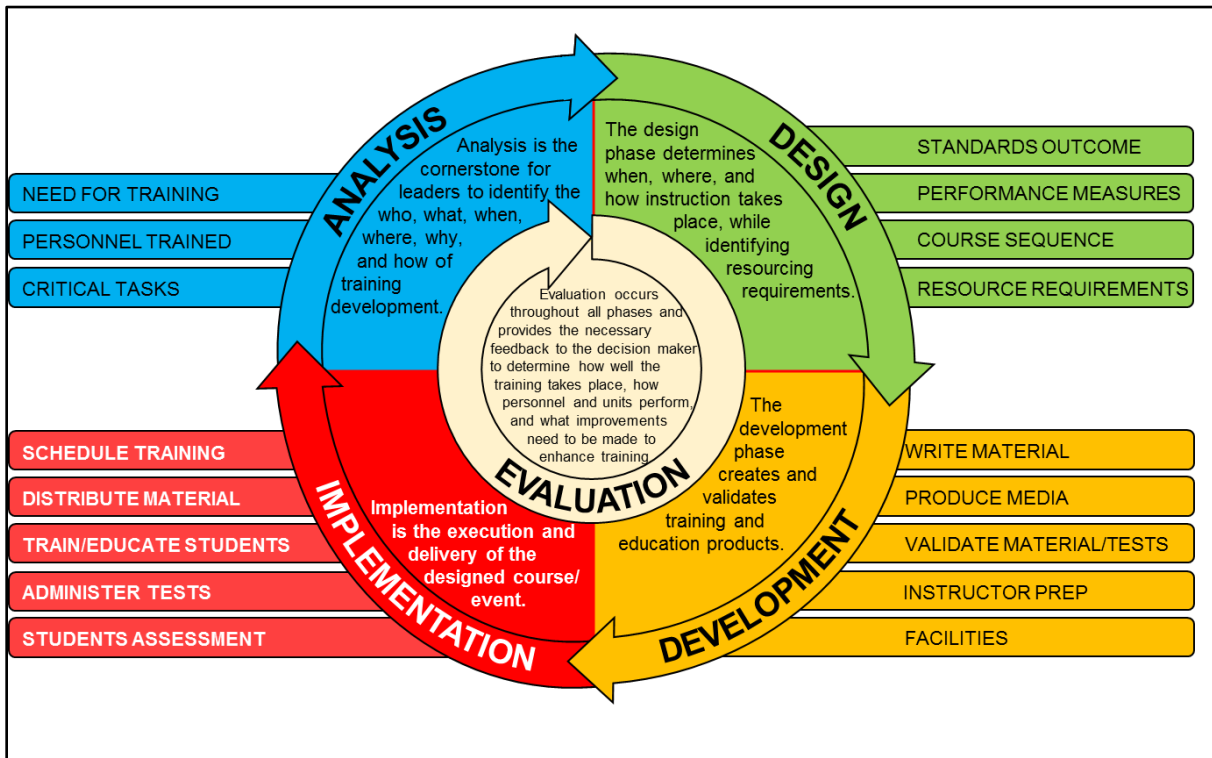 ANALYSIS
Analysis is the
cornerstone for
leaders to identify the
who, what, when,
where, why,
and how of
training
development.
NEED FOR TRAINING
PERSONNEL TRAINED
CRITICAL TASKS
DESIGN
The design
phase determines
when, where, and
how instruction takes
place, while
identifying
resourcing
requirements.
STANDARDS OUTCOME
PERFORMANCE MEASURES
COURSE SEQUENCE
RESOURCE REQUIREMENTS
Evaluation occurs
throughout all phases and
provides the necessary
feedback to the decision maker
to determine how well the
training takes place, how
personnel and units perform,
and what improvements
need to be made to
enhance training.
EVALUATION
The
development
phase
creates and
validates
training and
education products.
DEVELOPMENT
WRITE MATERIAL
PRODUCE MEDIA
VALIDATE MATERIAL/TESTS
INSTRUCTOR PREP
FACILITIES
IMPLEMENTATION
Implementation
is the execution and
delivery of the
designed course/
event.
SCHEDULE TRAINING
DISTRIBUTE MATERIAL
TRAIN/EDUCATE STUDENTS
ADMINISTER TESTS
STUDENTS ASSESSMENT